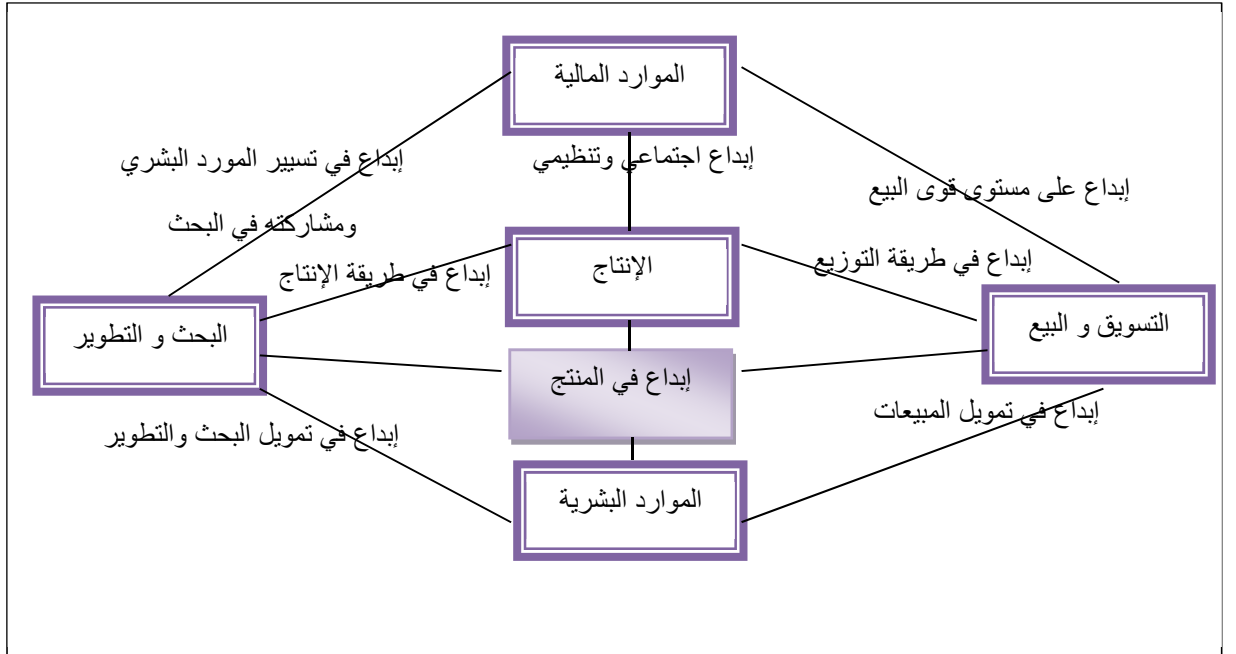 الموارد المالية
إبداع اجتماعي وتنظيمي
إبداع في تسيير المورد البشري
إبداع على مستوى قوى البيع
ومشاركته في البحث
إبداع في طريقة التوزيع
الإنتاج
إبداع في طريقة الإنتاج
التسويق و البيع
البحث و التطوير
إبداع في المنتج
إبداع في تمويل المبيعات
إبداع في تمويل البحث والتطوير
الموارد البشرية